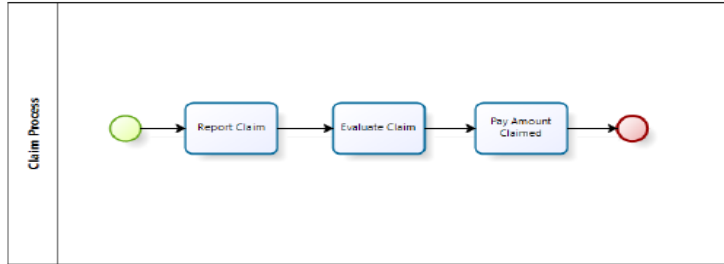 Claim Process
Report Claim
Evaluate Claim
Pay Amount
Claimed